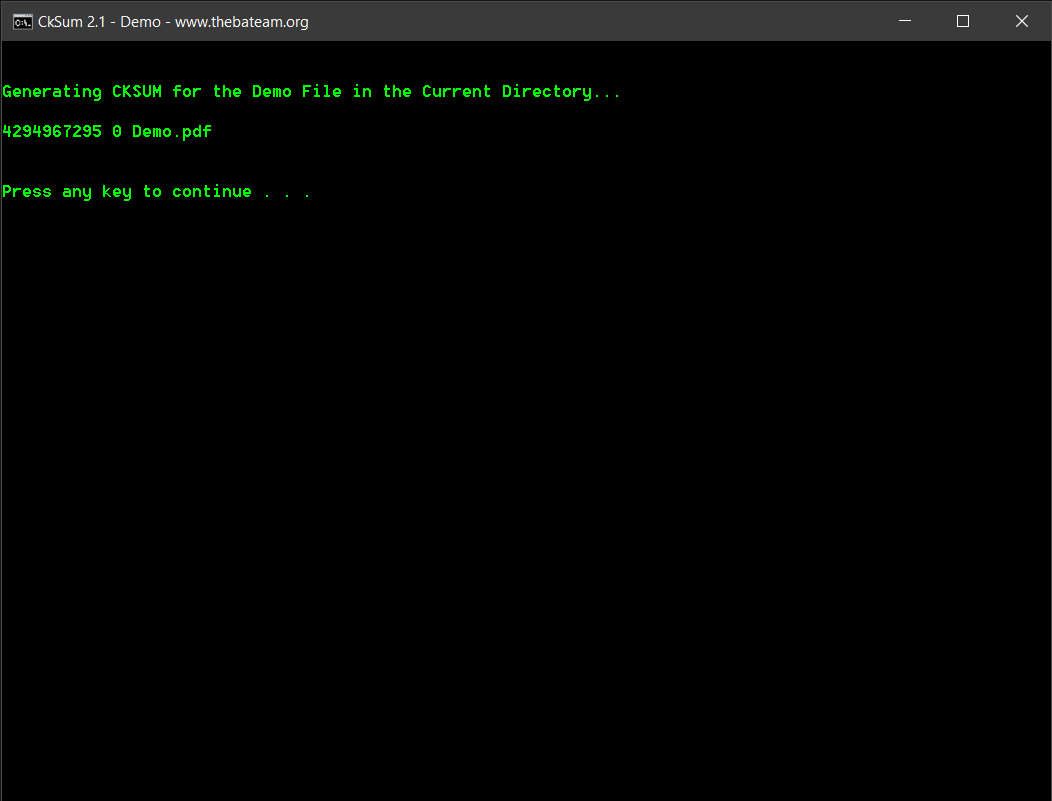 CkSum 2.1 - Demo - www.thebateam.org
Generating CKSUM for the Demo File in the Current Directory...
4294967295 0 Demo.pdf
Press any key to continue . . .